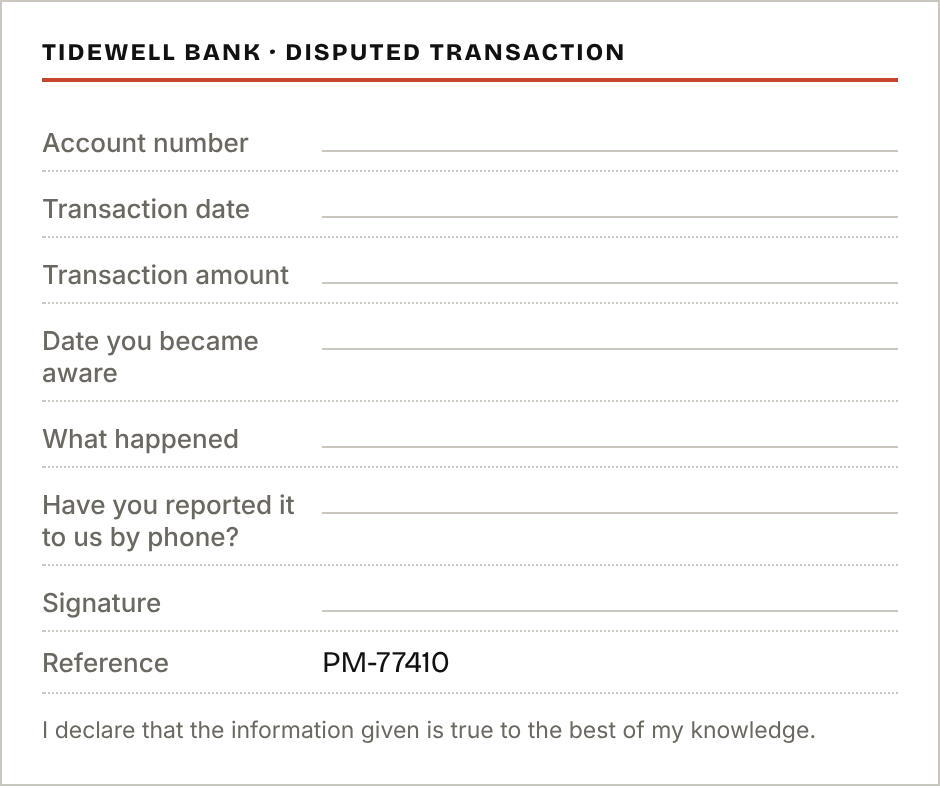 TIDEWELL BANK · DISPUTED TRANSACTION
Account number
Transaction date
Transaction amount
Date you became
aware
What happened
Have you reported it
to us by phone?
Signature
Reference PM-77410
I declare that the information given is true to the best of my knowledge.